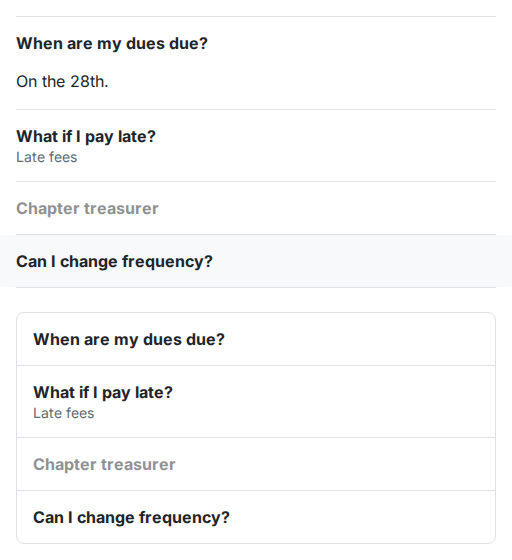 When are my dues due?
On the 28th.
What if I pay late?
Late fees
Chapter treasurer
Can I change frequency?
When are my dues due?
What if I pay late?
Late fees
Chapter treasurer
Can I change frequency?